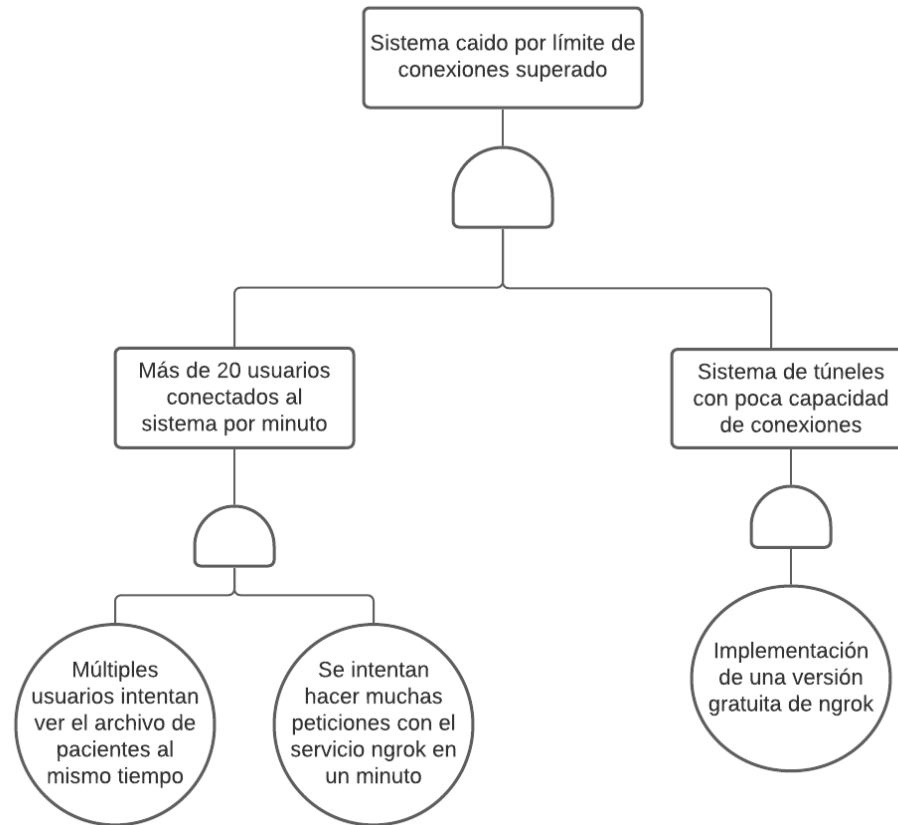 Sistema caido por límite de
conexiones superado
Más de 20 usuarios
conectados al
sistema por minuto
Sistema de túneles
con poca capacidad
de conexiones
Múltiples
usuarios intentan
ver el archivo de
pacientes al
mismo tiempo
Se intentan
hacer muchas
peticiones con el
servicio ngrok en
un minuto
Implementación
de una versión
gratuita de ngrok